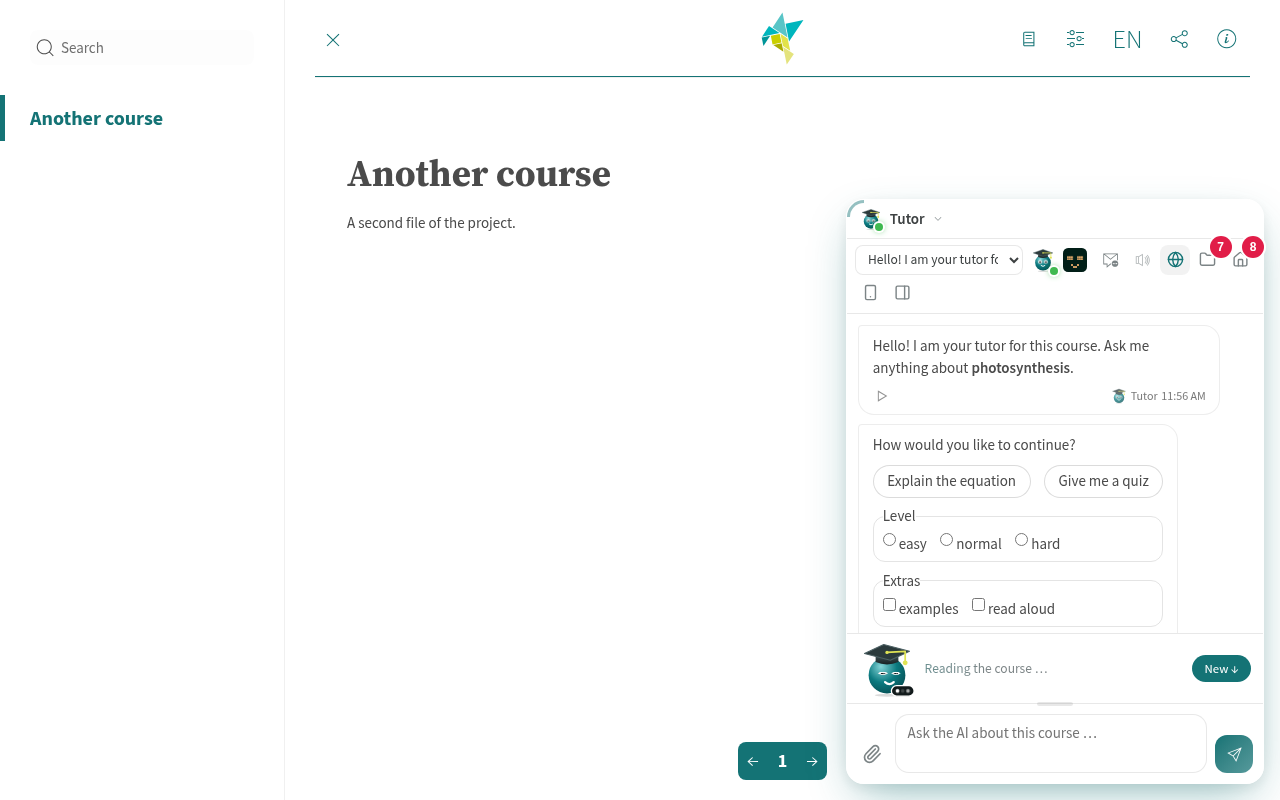 Search
EN
Another course
Another course
A second file of the project.
Tutor
Hello! I am your tutor fo
7
8
Hello! I am your tutor for this course. Ask me
anything about photosynthesis.
Tutor 11:56 AM
How would you like to continue?
Explain the equation
Give me a quiz
Level
easy
normal
hard
Extras
examples
read aloud
Reading the course …
New ↓
Ask the AI about this course …
← 1 →